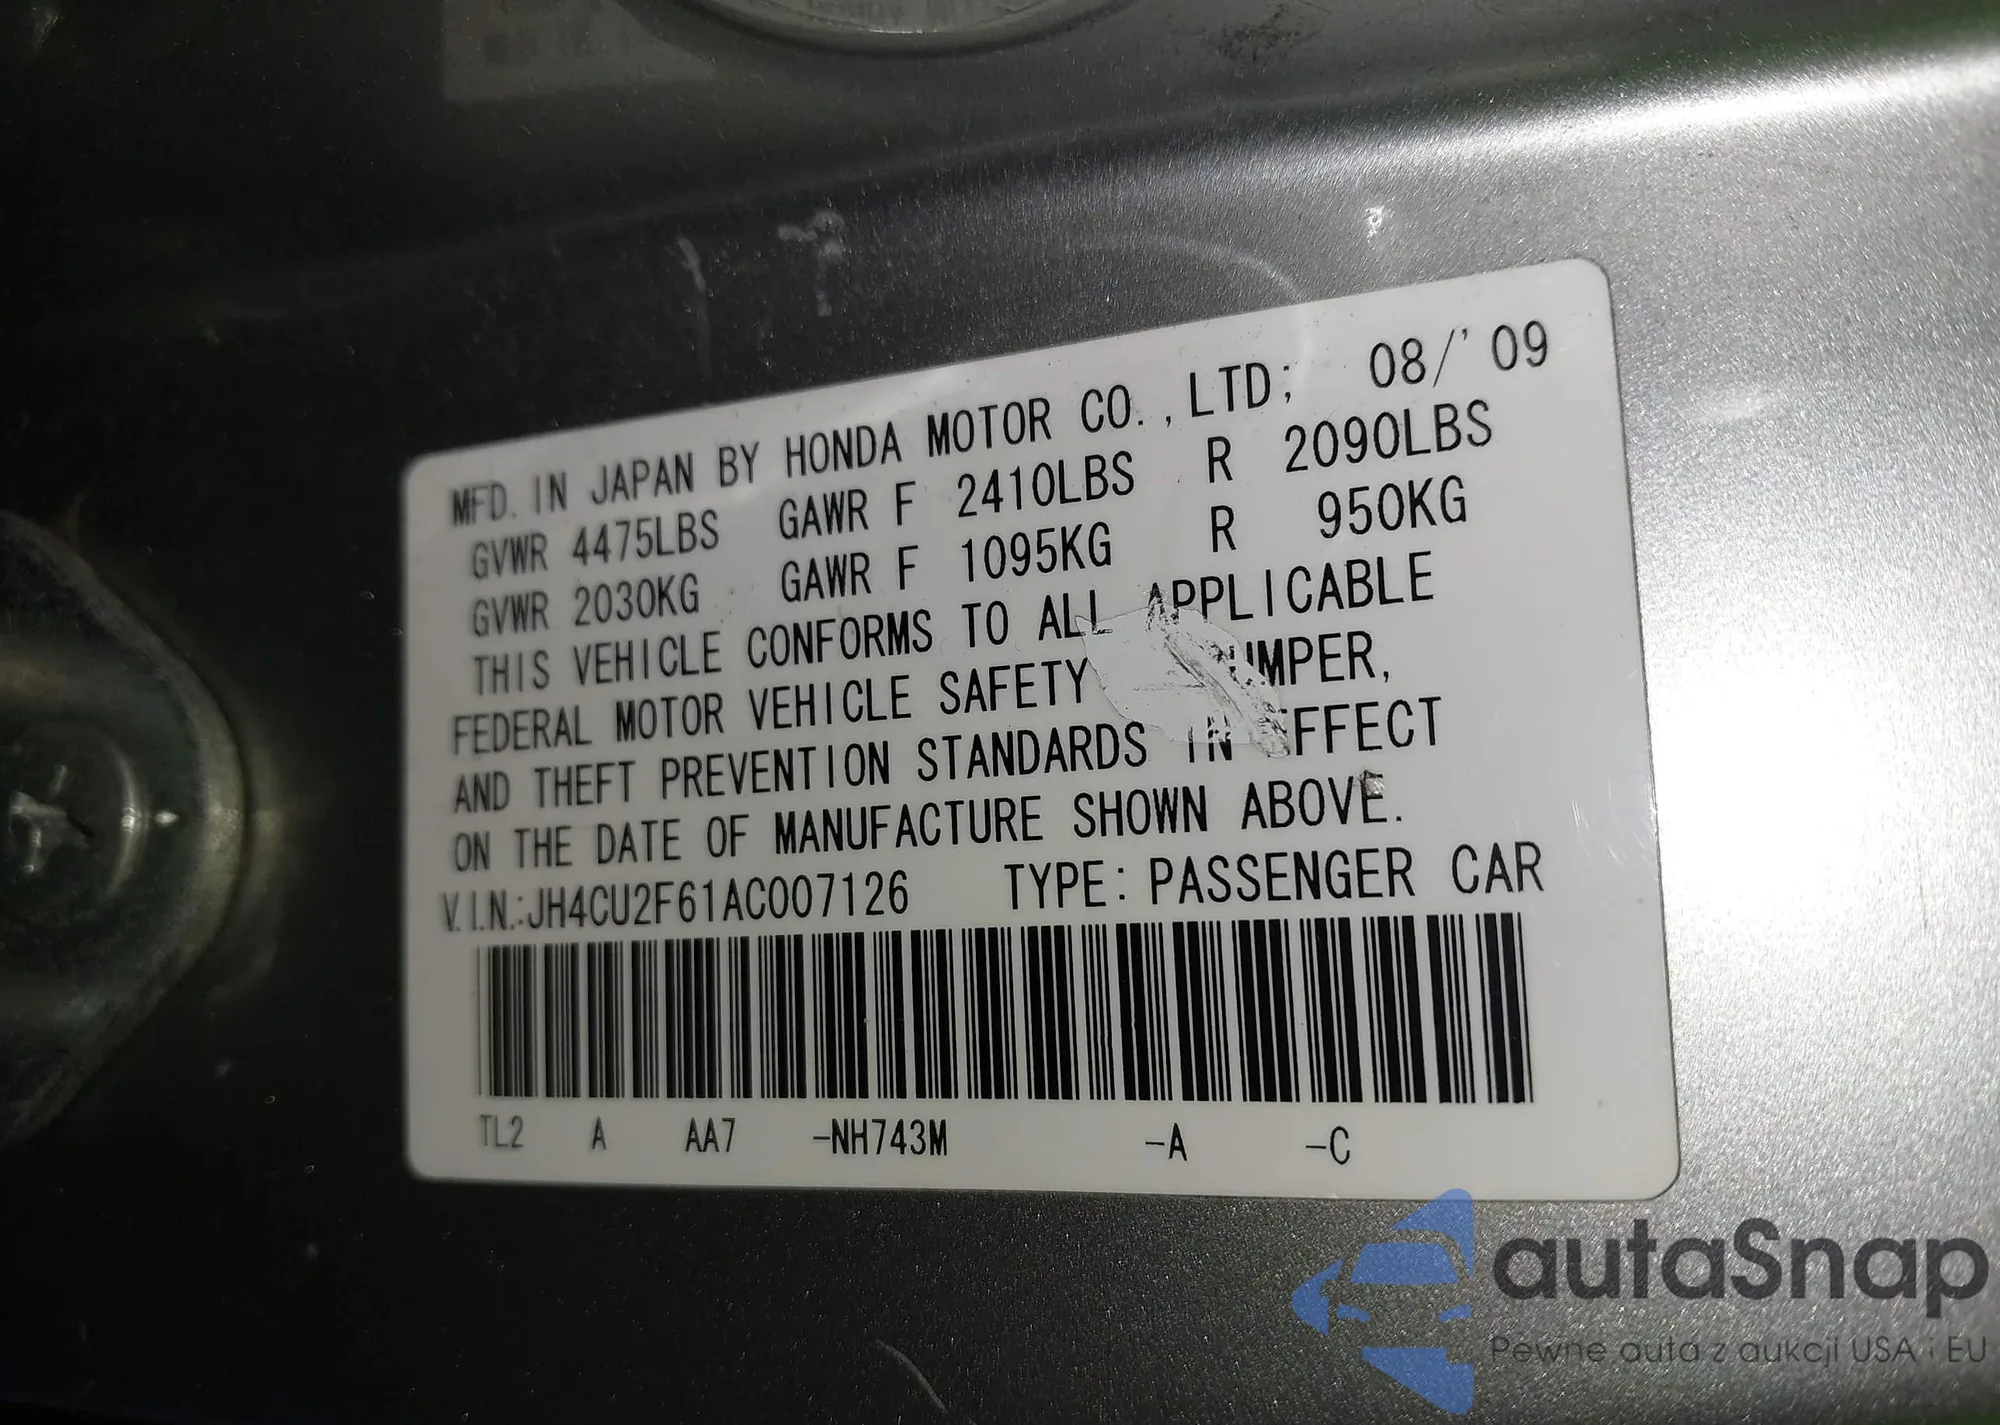 MFD. IN JAPAN BY HONDA MOTOR CO., LTD; 08/'09
GVWR 4475LBS GAWR F 2410LBS R 2090LBS
GVWR 2030KG GAWR F 1095KG R 950KG
THIS VEHICLE CONFORMS TO ALL APPLICABLE
FEDERAL MOTOR VEHICLE SAFETY
AND THEFT PREVENTION STANDARDS IN EFFECT
ON THE DATE OF MANUFACTURE SHOWN ABOVE.
V.I.N.:JH4CU2F61AC007126 TYPE: PASSENGER CAR
TL2 A AA7 -NH743M -A -C
autaSnap
Pewne auta z aukcji USA i EU